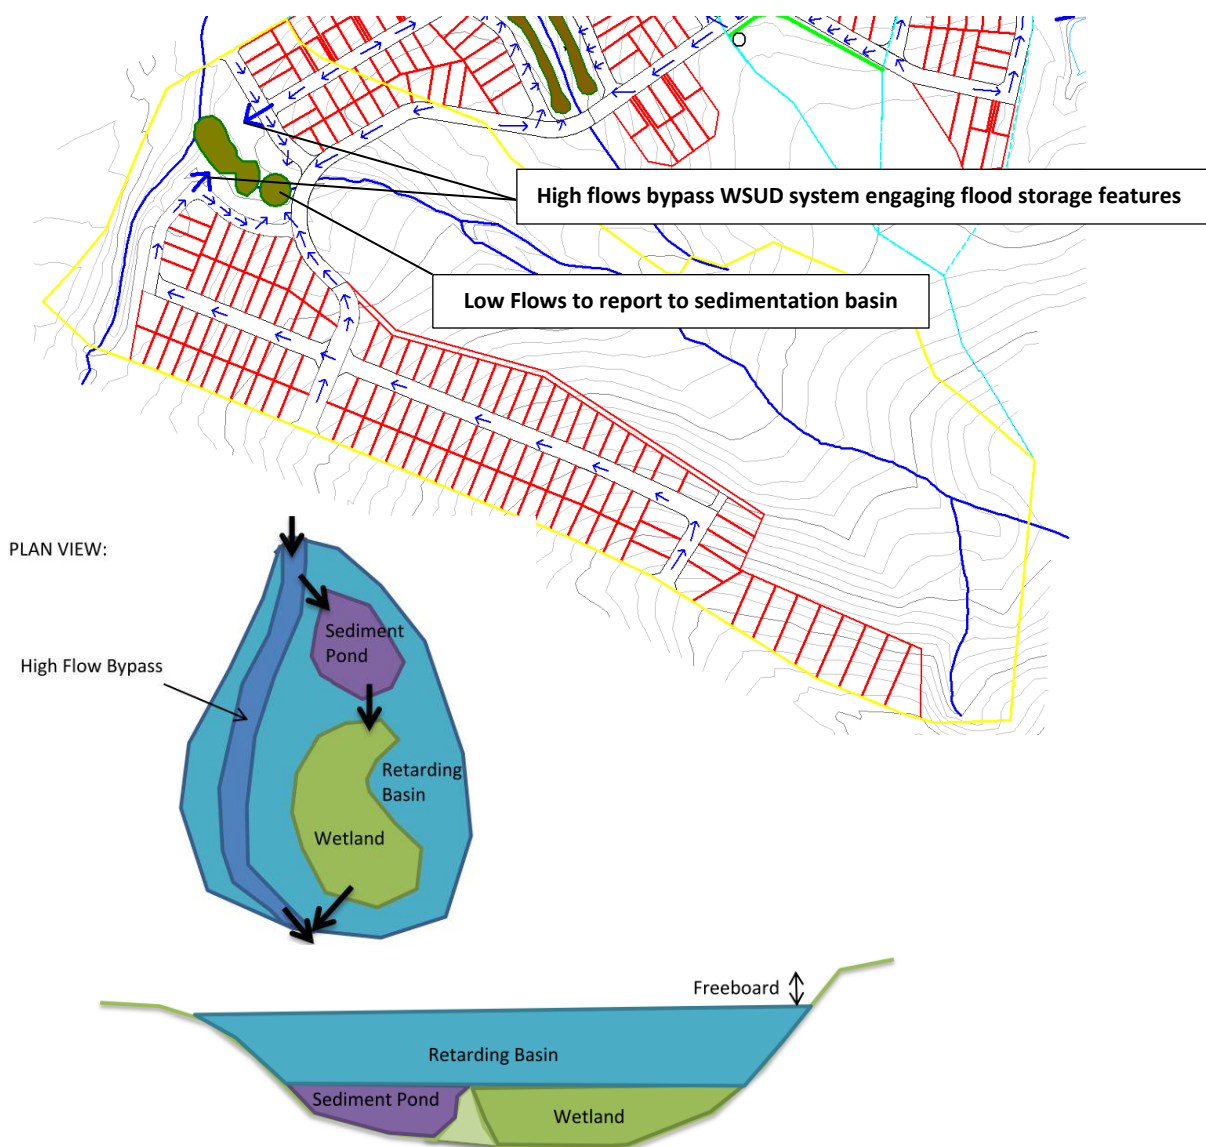 High flows bypass WSUD system engaging flood storage features
Low Flows to report to sedimentation basin
PLAN VIEW:
Sediment
Pond
High Flow Bypass
Retarding
Basin
Wetland
Freeboard
Retarding Basin
Sediment Pond
Wetland